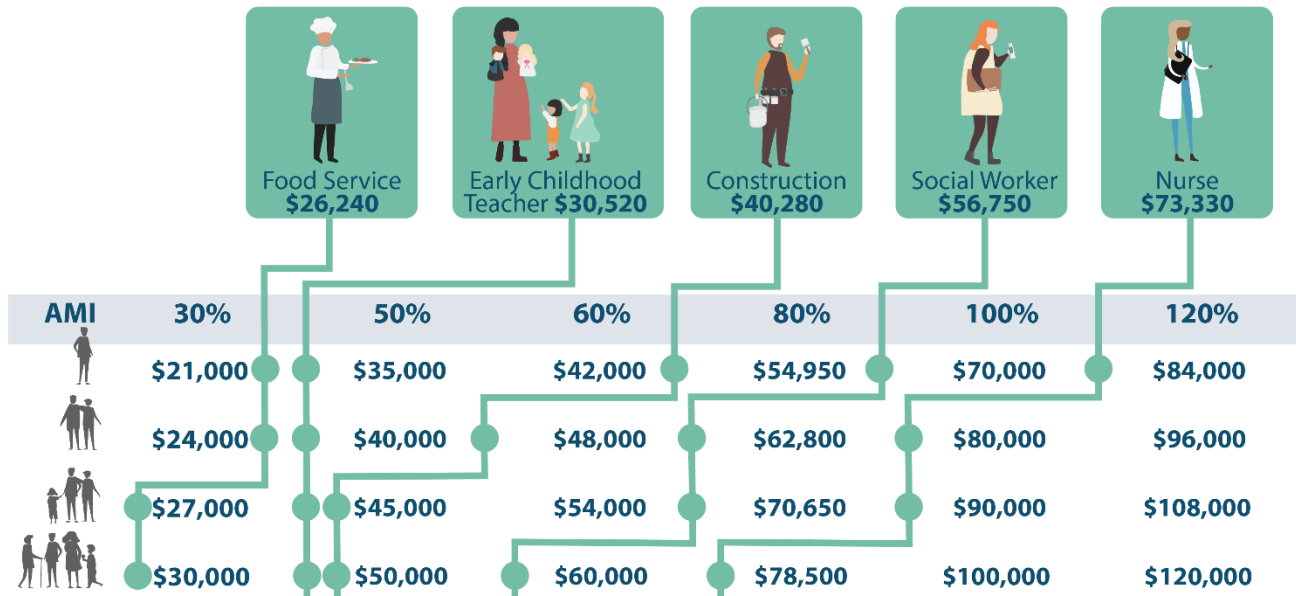 Food Service
$26,240
Early Childhood
Teacher $30,520
Construction
$40,280
Social Worker
$56,750
Nurse
$73,330
AMI 30% 50% 60% 80% 100% 120%
$21,000 $35,000 $42,000 $54,950 $70,000 $84,000
$24,000 $40,000 $48,000 $62,800 $80,000 $96,000
$27,000 $45,000 $54,000 $70,650 $90,000 $108,000
$30,000 $50,000 $60,000 $78,500 $100,000 $120,000